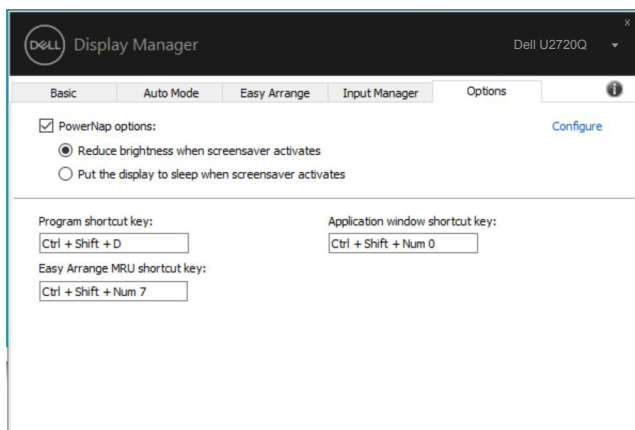 x
DELL Display Manager Dell U2720Q
Basic Auto Mode Easy Arrange Input Manager Options i
PowerNap options: Configure
Reduce brightness when screensaver activates
Put the display to sleep when screensaver activates
Program shortcut key: Application window shortcut key:
Ctrl + Shift + D Ctrl + Shift + Num 0
Easy Arrange MRU shortcut key:
Ctrl + Shift + Num 7